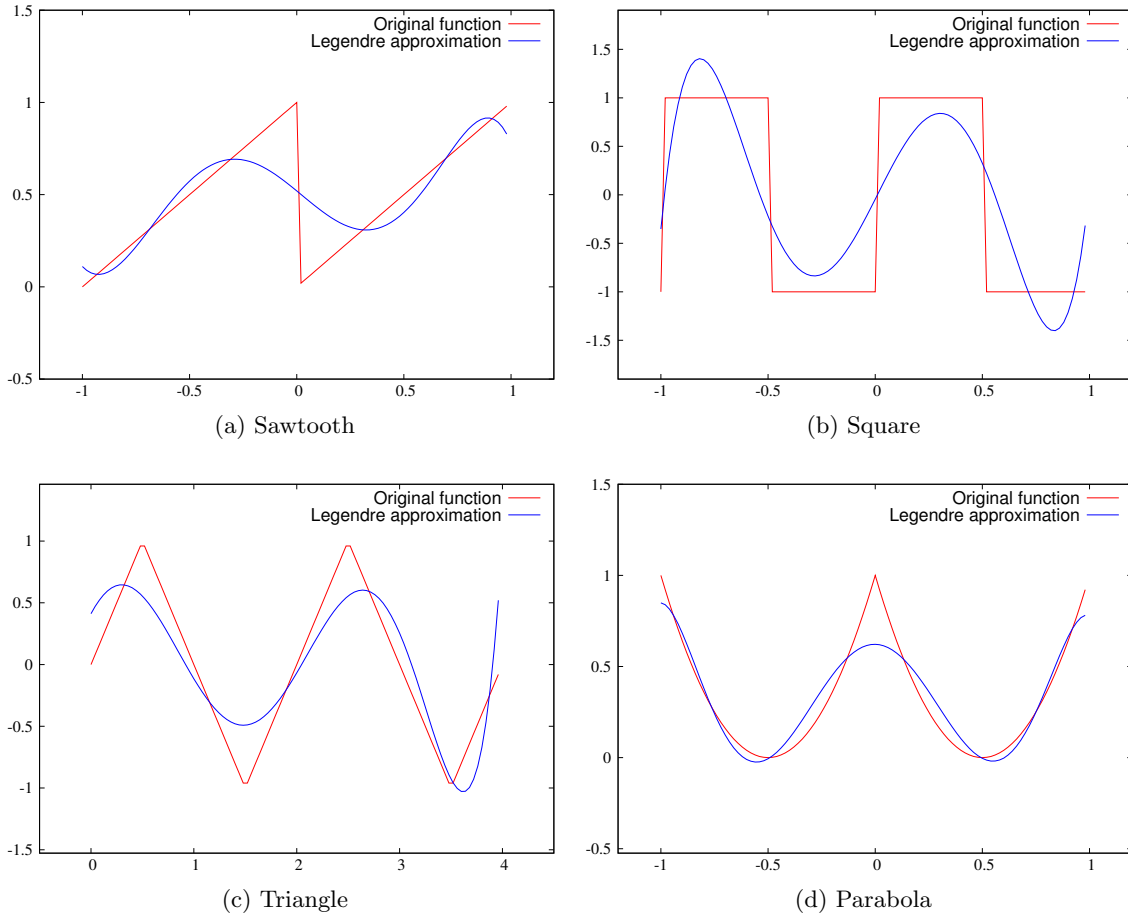 1.5
Original function
Legendre approximation
1
0.5
0
-0.5
-1 -0.5 0 0.5 1
(a) Sawtooth
Original function
Legendre approximation
1.5
1
0.5
0
-0.5
-1
-1.5
-1 -0.5 0 0.5 1
(b) Square
Original function
Legendre approximation
1
0.5
0
-0.5
-1
-1.5
0 1 2 3 4
(c) Triangle
1.5
Original function
Legendre approximation
1
0.5
0
-0.5
-1 -0.5 0 0.5 1
(d) Parabola